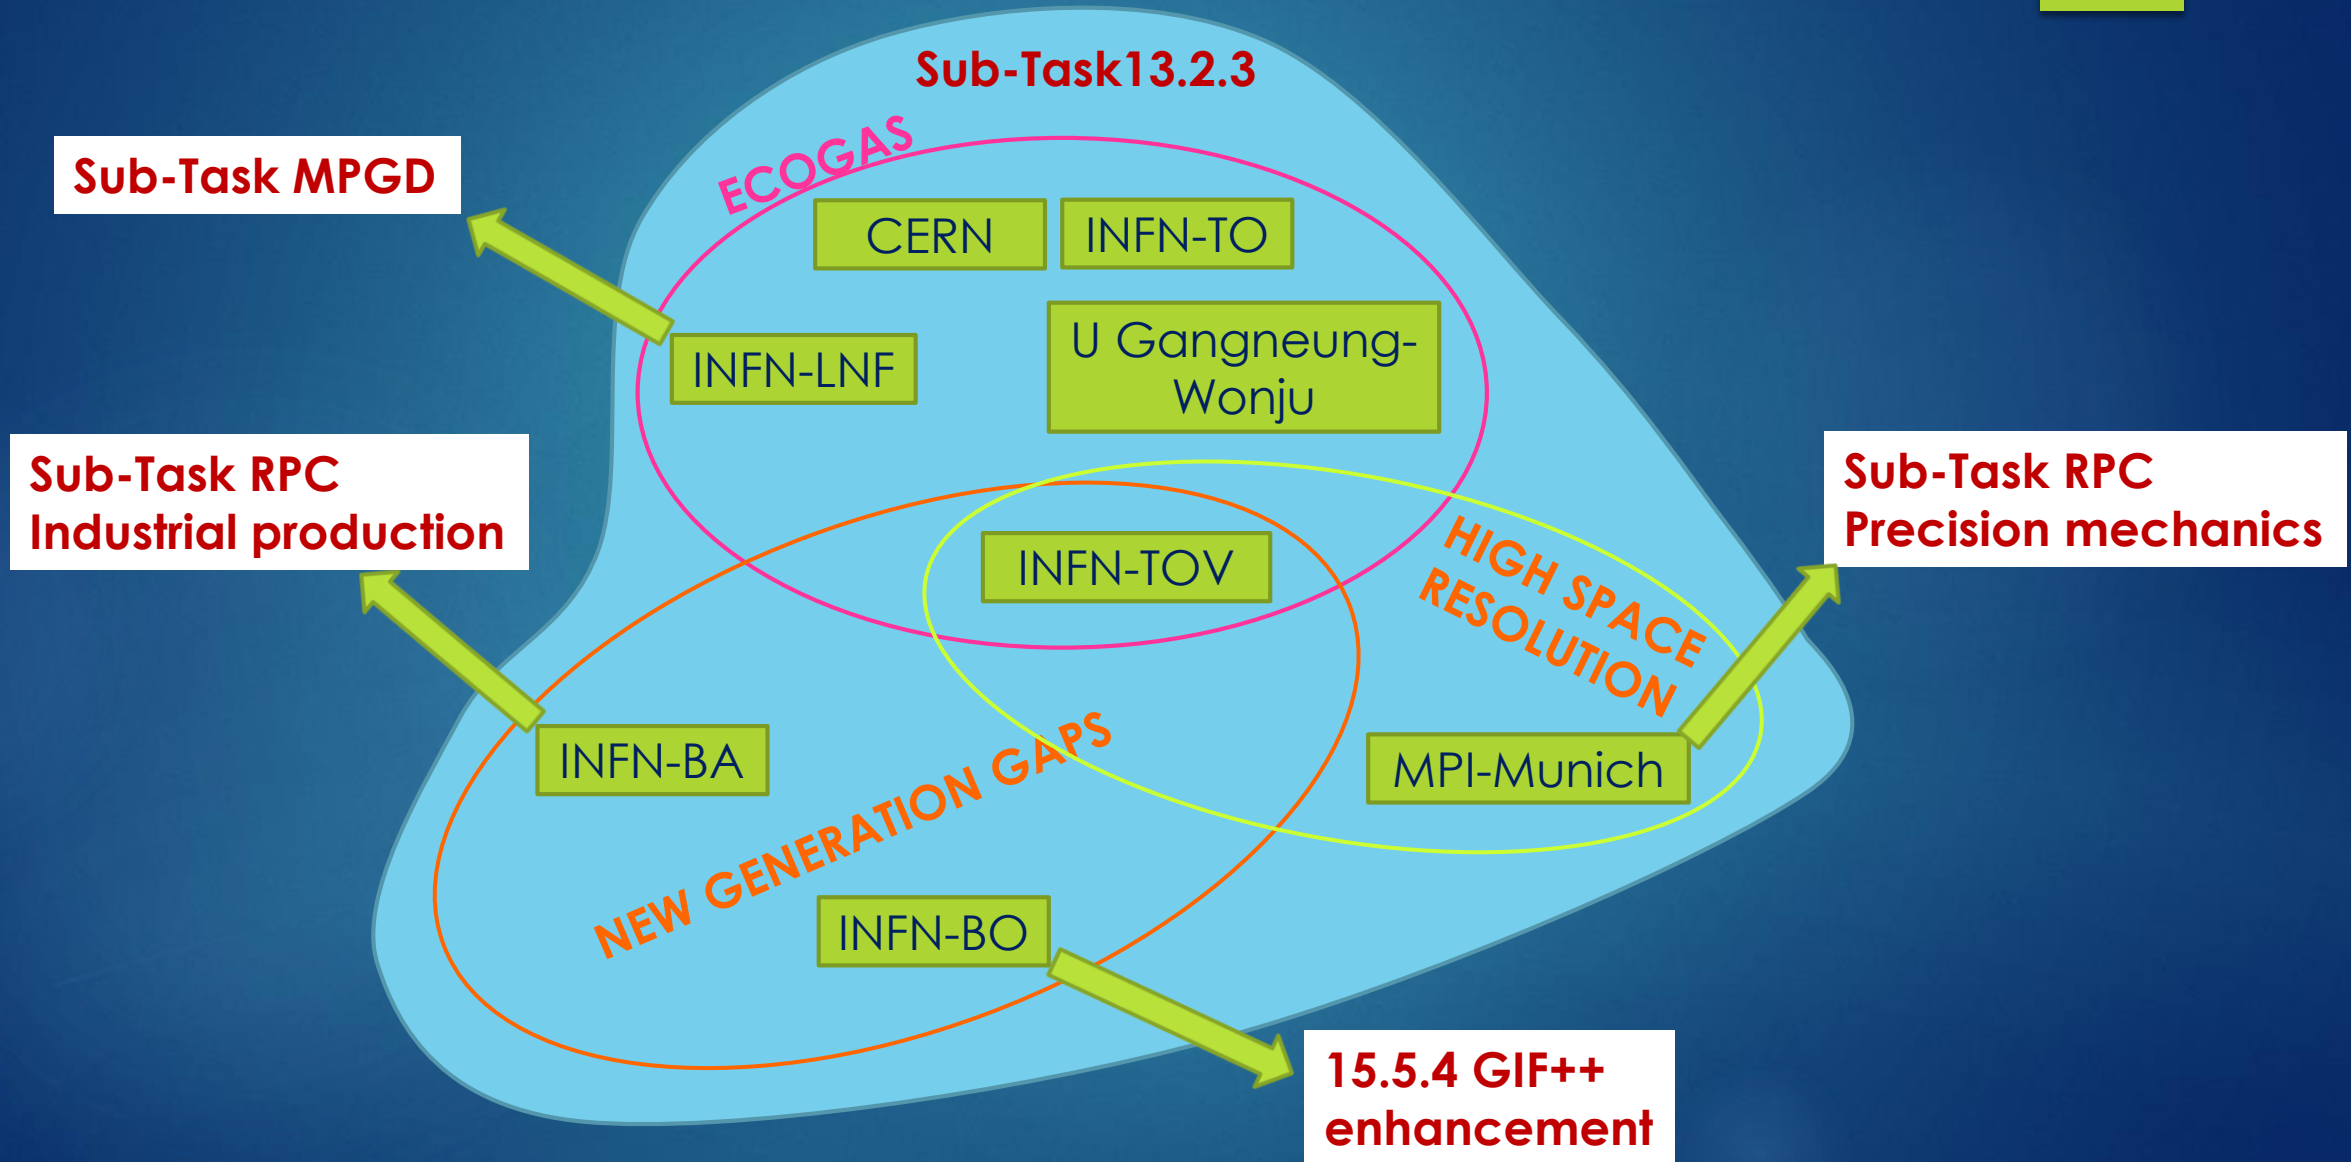 Sub-Task13.2.3
ECOGAS
Sub-Task MPGD
CERN
INFN-TO
INFN-LNF
U Gangneung-
Wonju
Sub-Task RPC
Industrial production
Sub-Task RPC
Precision mechanics
INFN-TOV
HIGH SPACE
RESOLUTION
INFN-BA
NEW GENERATION GAPS
MPI-Munich
INFN-BO
15.5.4 GIF++
enhancement